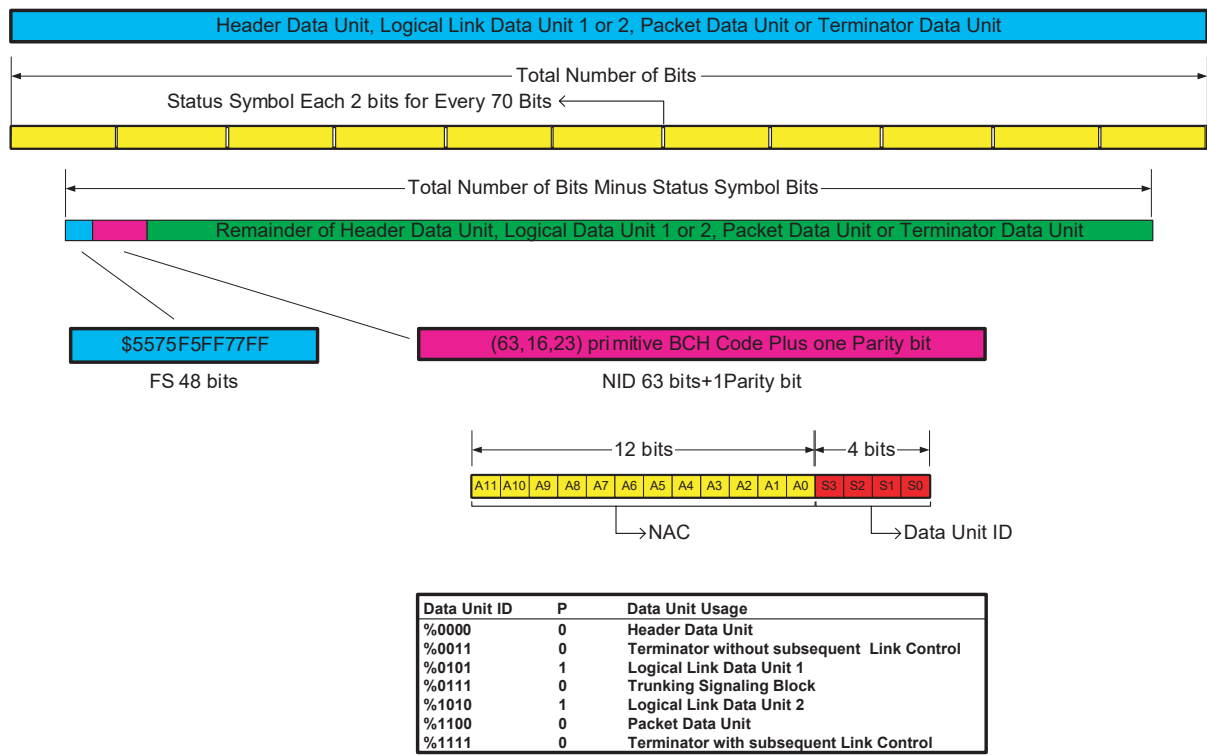 Header Data Unit, Logical Link Data Unit 1 or 2, Packet Data Unit or Terminator Data Unit
Total Number of Bits
Status Symbol Each 2 bits for Every 70 Bits
Total Number of Bits Minus Status Symbol Bits
Remainder of Header Data Unit, Logical Data Unit 1 or 2, Packet Data Unit or Terminator Data Unit
$5575F5FF77FF
(63,16,23) primitive BCH Code Plus one Parity bit
FS 48 bits
NID 63 bits+1Parity bit
12 bits 4 bits
A11 A10 A9 A8 A7 A6 A5 A4 A3 A2 A1 A0 S3 S2 S1 S0
NAC Data Unit ID
Data Unit ID P Data Unit Usage
%0000 0 Header Data Unit
%0011 0 Terminator without subsequent Link Control
%0101 1 Logical Link Data Unit 1
%0111 0 Trunking Signaling Block
%1010 1 Logical Link Data Unit 2
%1100 0 Packet Data Unit
%1111 0 Terminator with subsequent Link Control